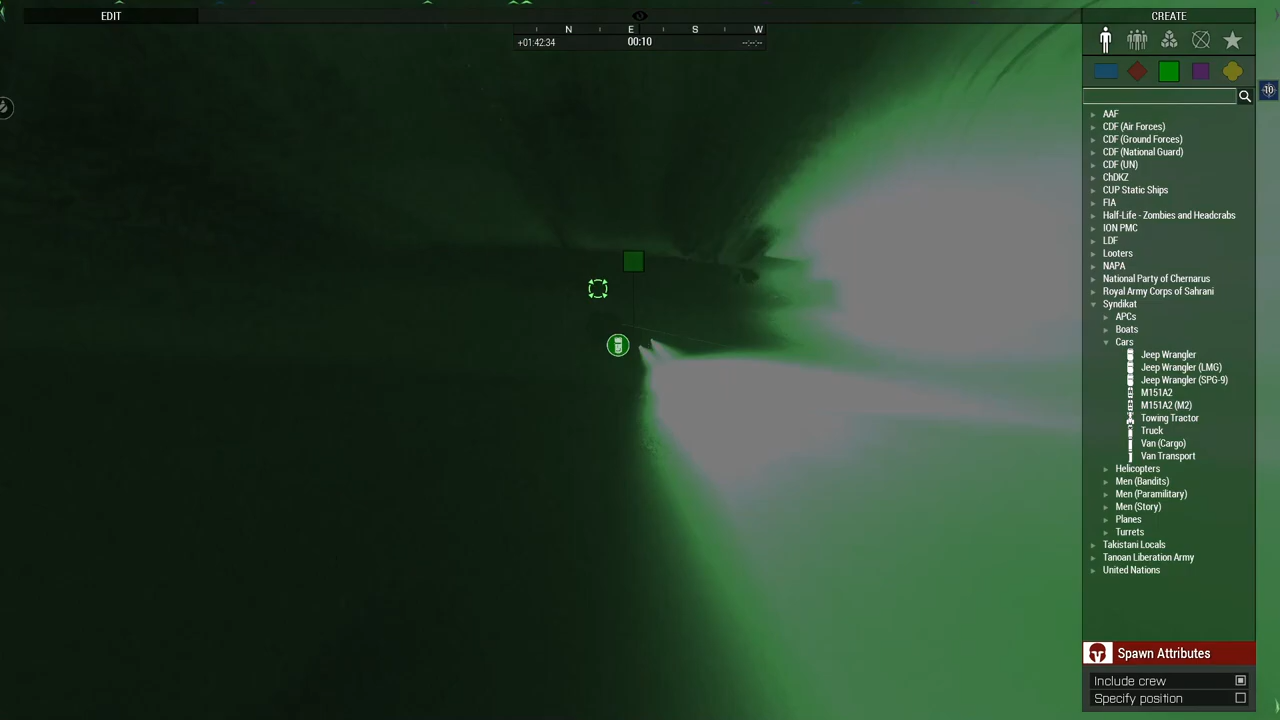 EDIT
CREATE
N E S W
+01:42:34 00:10 --:--:--
10
AAF
CDF (Air Forces)
CDF (Ground Forces)
CDF (National Guard)
CDF (UN)
ChDKZ
CUP Static Ships
FIA
Half-Life - Zombies and Headcrabs
ION PMC
LDF
Looters
NAPA
National Party of Chernarus
Royal Army Corps of Sahrani
Syndikat
APCs
Boats
Cars
Jeep Wrangler
Jeep Wrangler (LMG)
Jeep Wrangler (SPG-9)
M151A2
M151A2 (M2)
Towing Tractor
Truck
Van (Cargo)
Van Transport
Helicopters
Men (Bandits)
Men (Paramilitary)
Men (Story)
Planes
Turrets
Takistani Locals
Tanoan Liberation Army
United Nations
Spawn Attributes
Include crew
Specify position